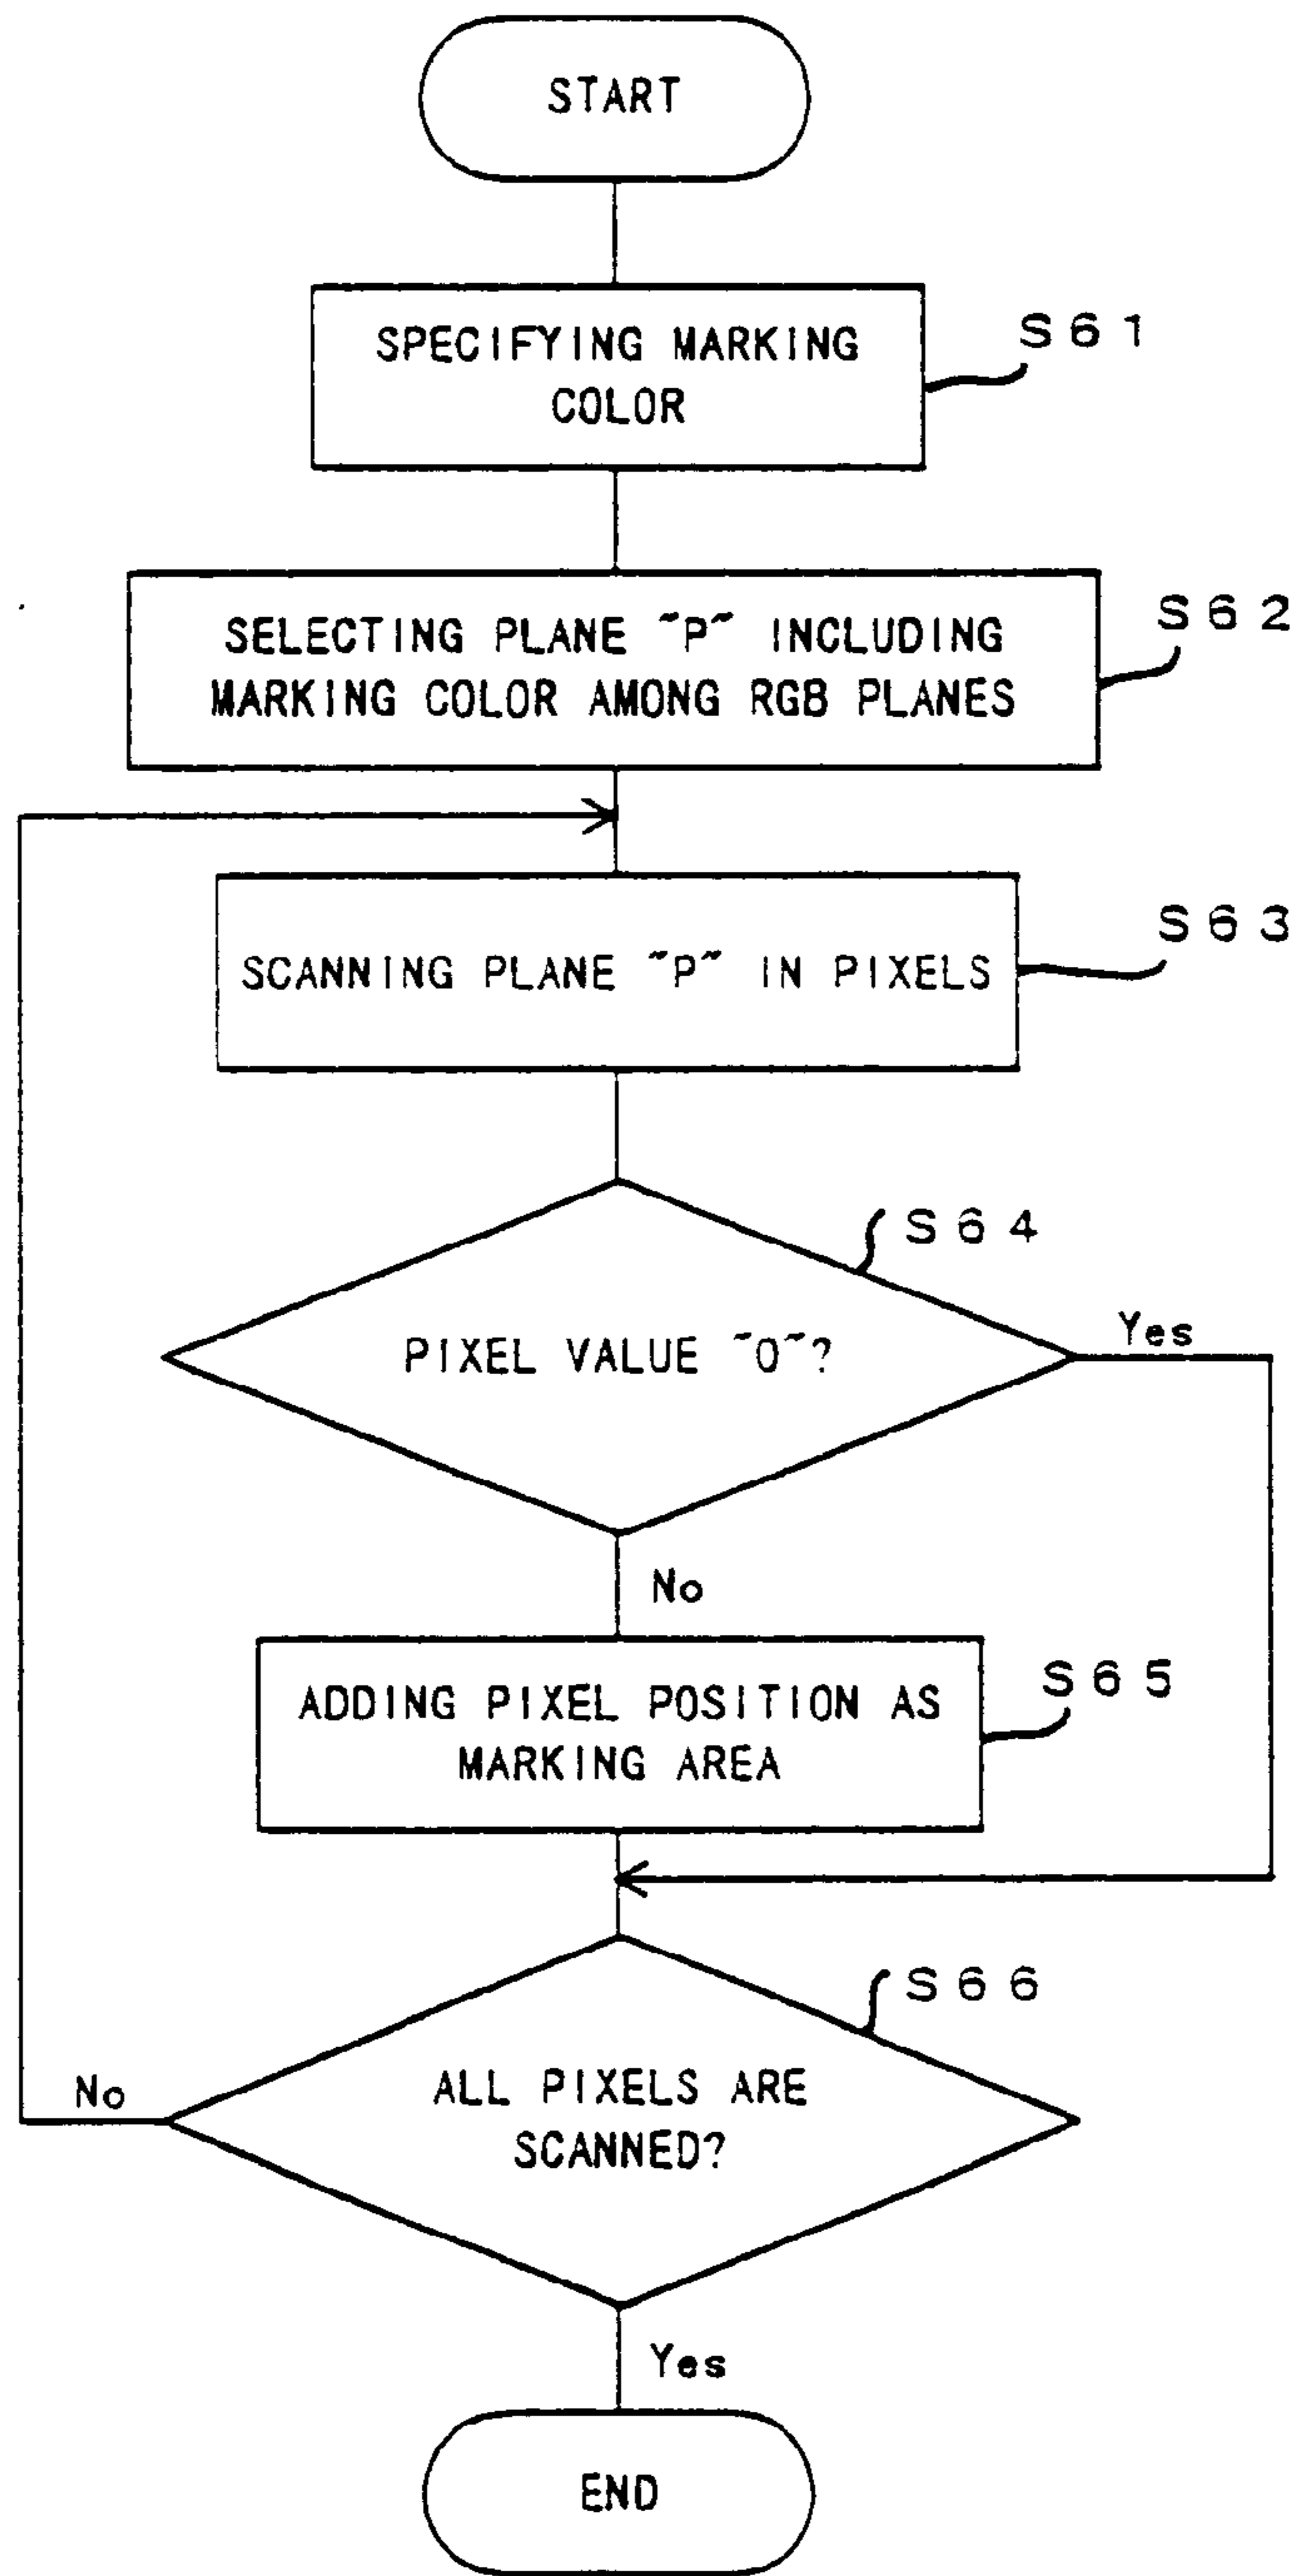 START
SPECIFYING MARKING
COLOR
S61
SELECTING PLANE "P" INCLUDING
MARKING COLOR AMONG RGB PLANES
S62
SCANNING PLANE "P" IN PIXELS
S63
PIXEL VALUE "0"?
S64
Yes
No
ADDING PIXEL POSITION AS
MARKING AREA
S65
ALL PIXELS ARE
SCANNED?
S66
No
Yes
END